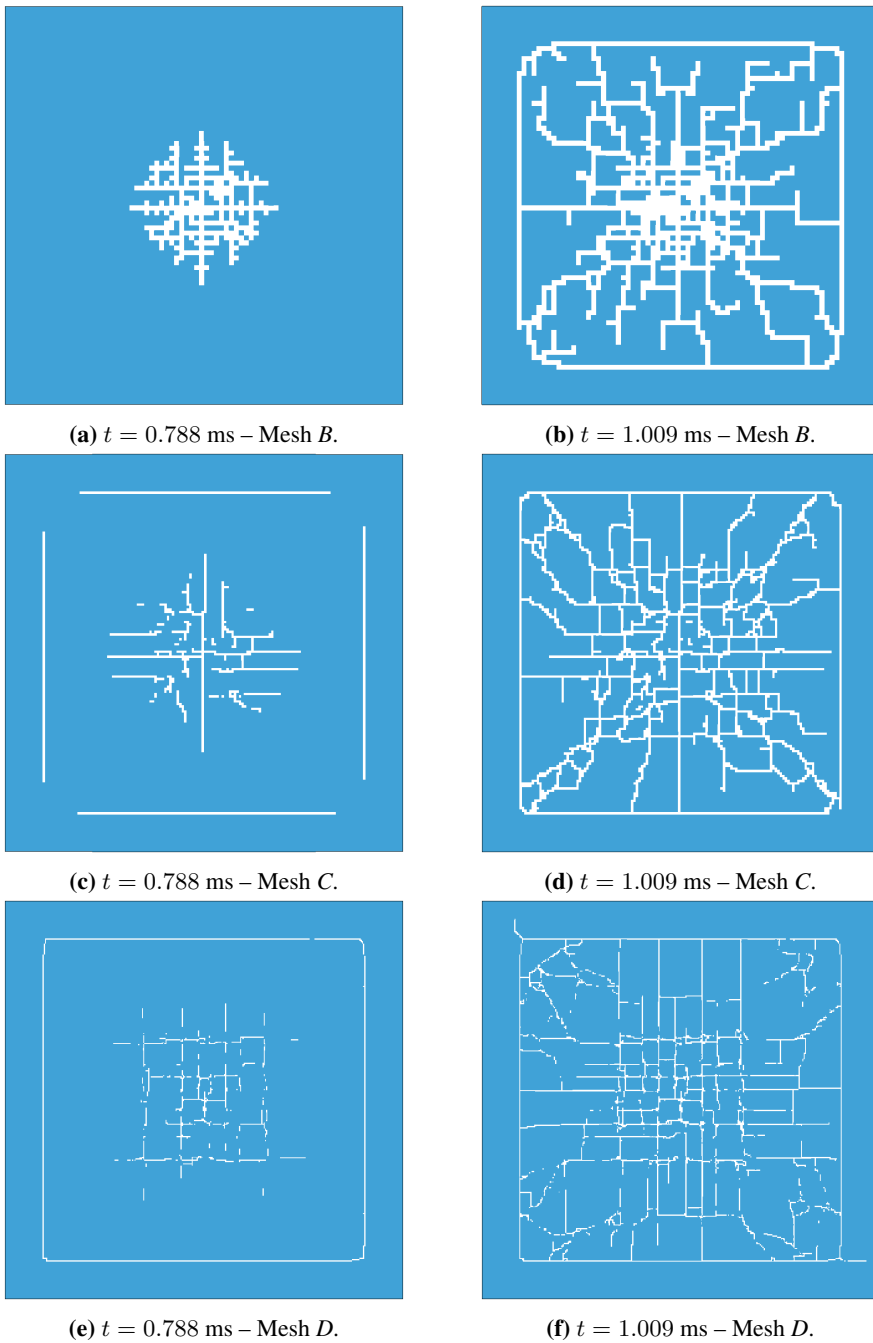 (a) t = 0.788 ms – Mesh B.
(b) t = 1.009 ms – Mesh B.
(c) t = 0.788 ms – Mesh C.
(d) t = 1.009 ms – Mesh C.
(e) t = 0.788 ms – Mesh D.
(f) t = 1.009 ms – Mesh D.